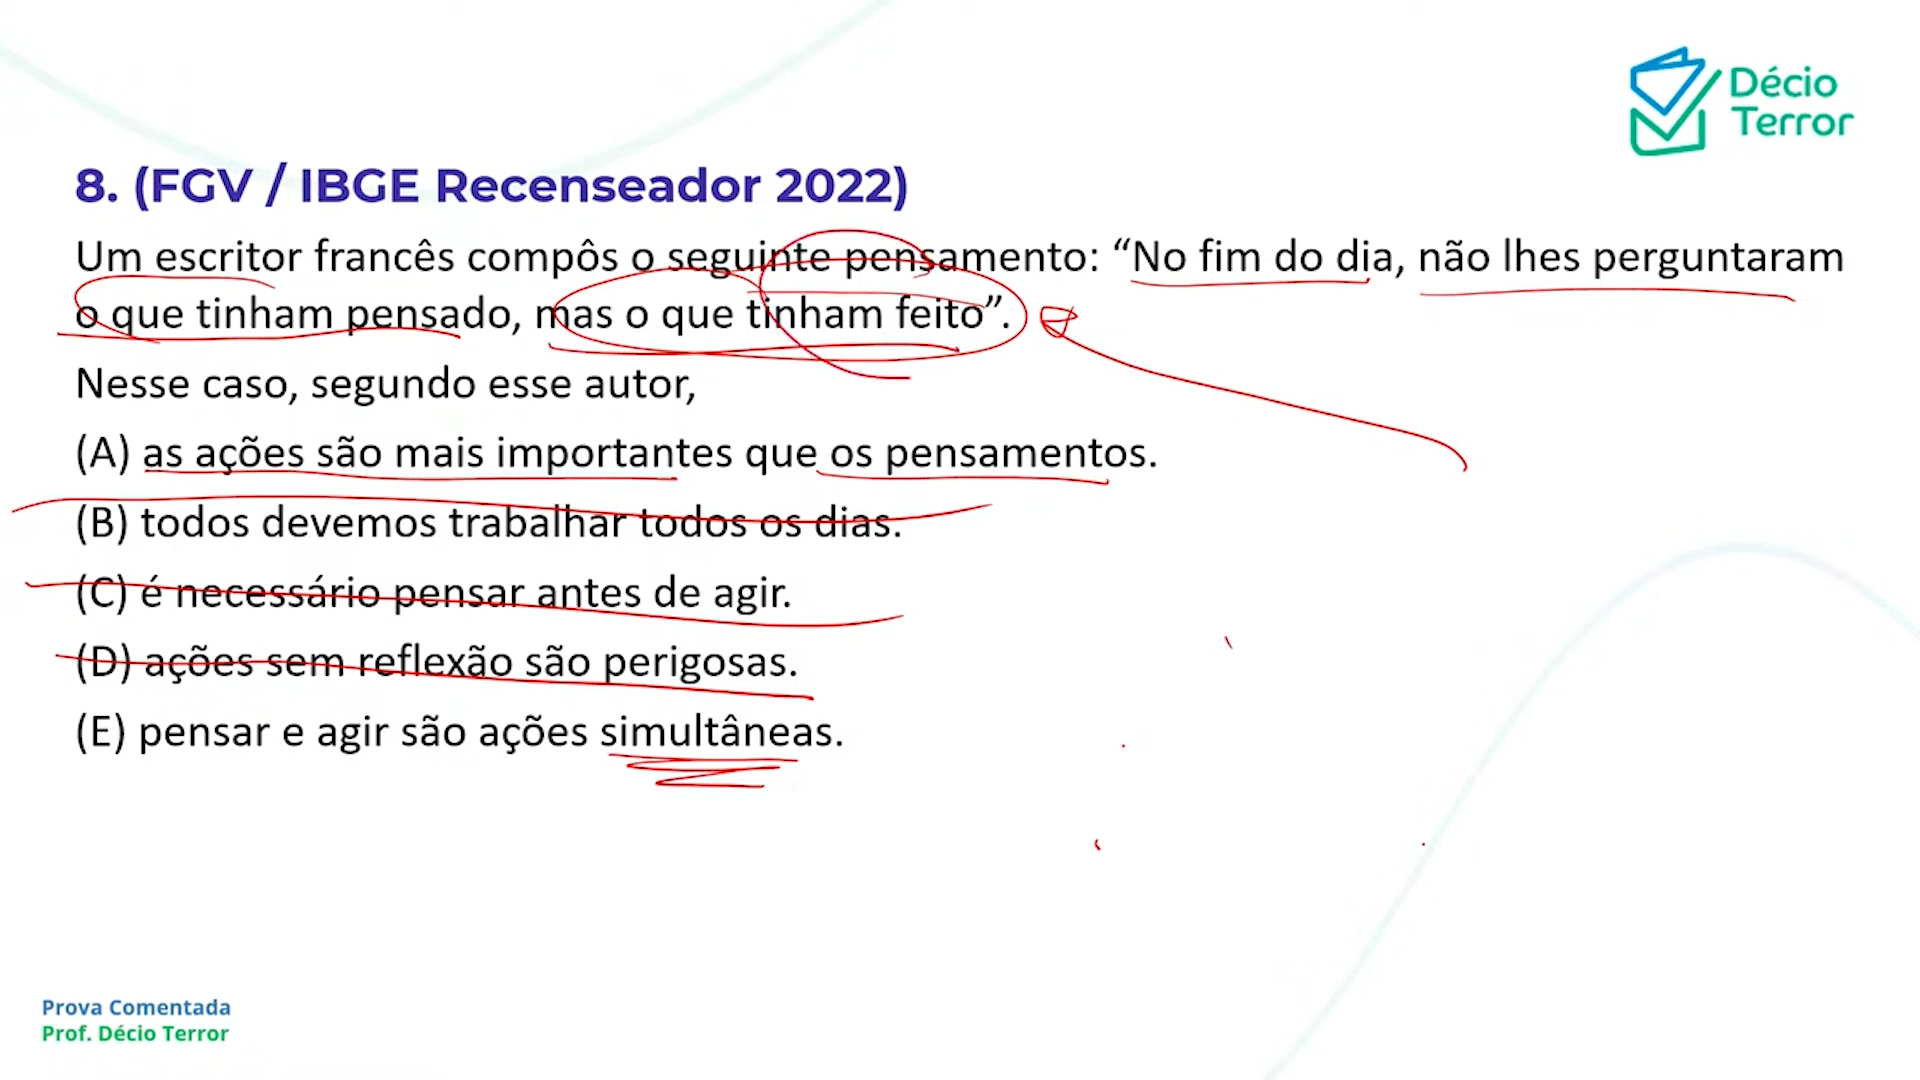 Décio
Terror
8. (FGV / IBGE Recenseador 2022)
Um escritor francês compôs o seguinte pensamento: “No fim do dia, não lhes perguntaram
o que tinham pensado, mas o que tinham feito”.
Nesse caso, segundo esse autor,
(A) as ações são mais importantes que os pensamentos.
(B) todos devemos trabalhar todos os dias.
(C) é necessário pensar antes de agir.
(D) ações sem reflexão são perigosas.
(E) pensar e agir são ações simultâneas.
Prova Comentada
Prof. Décio Terror